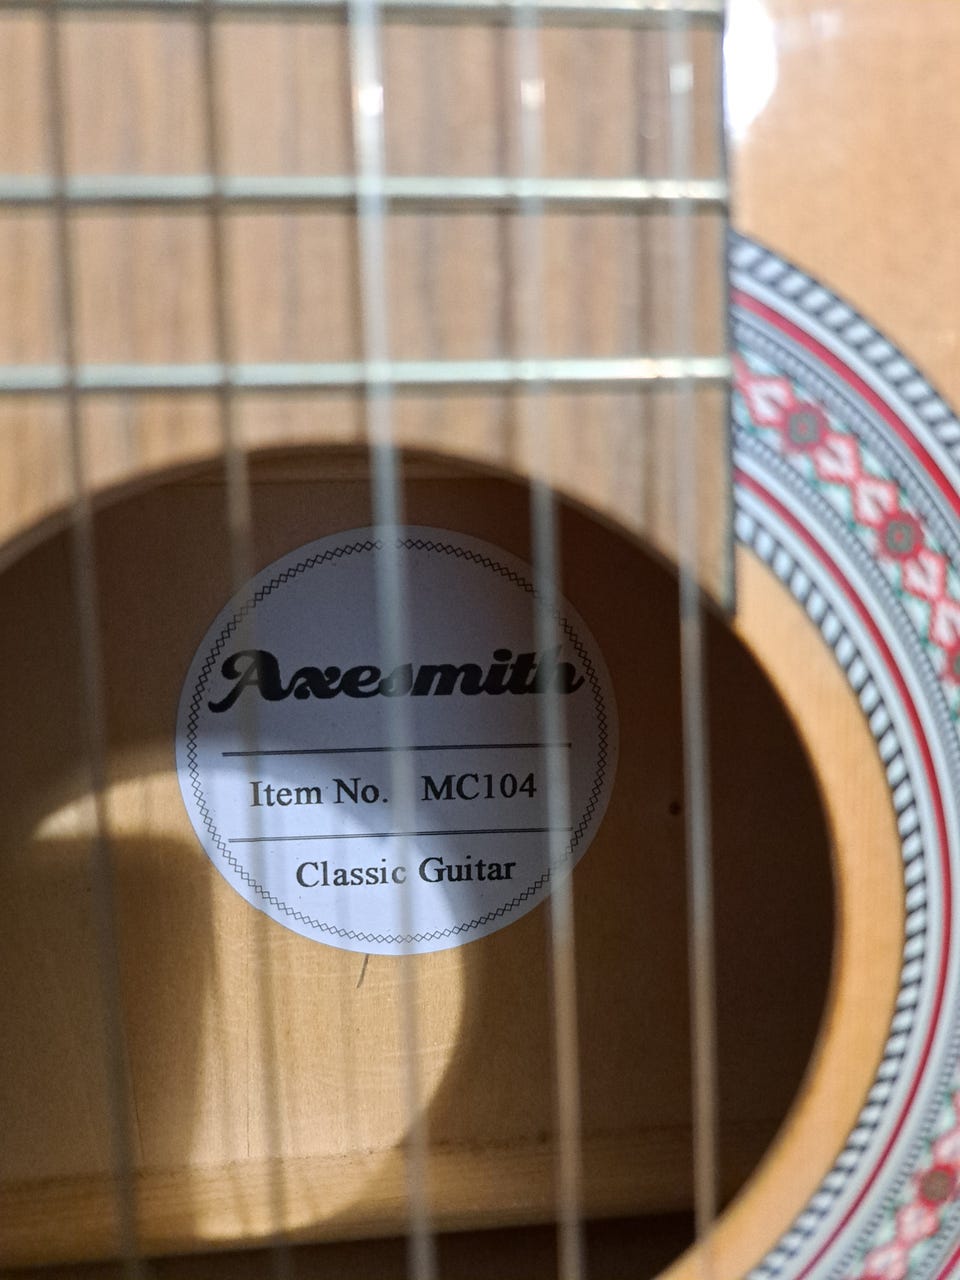 Axesmith
Item No. MC104
Classic Guitar